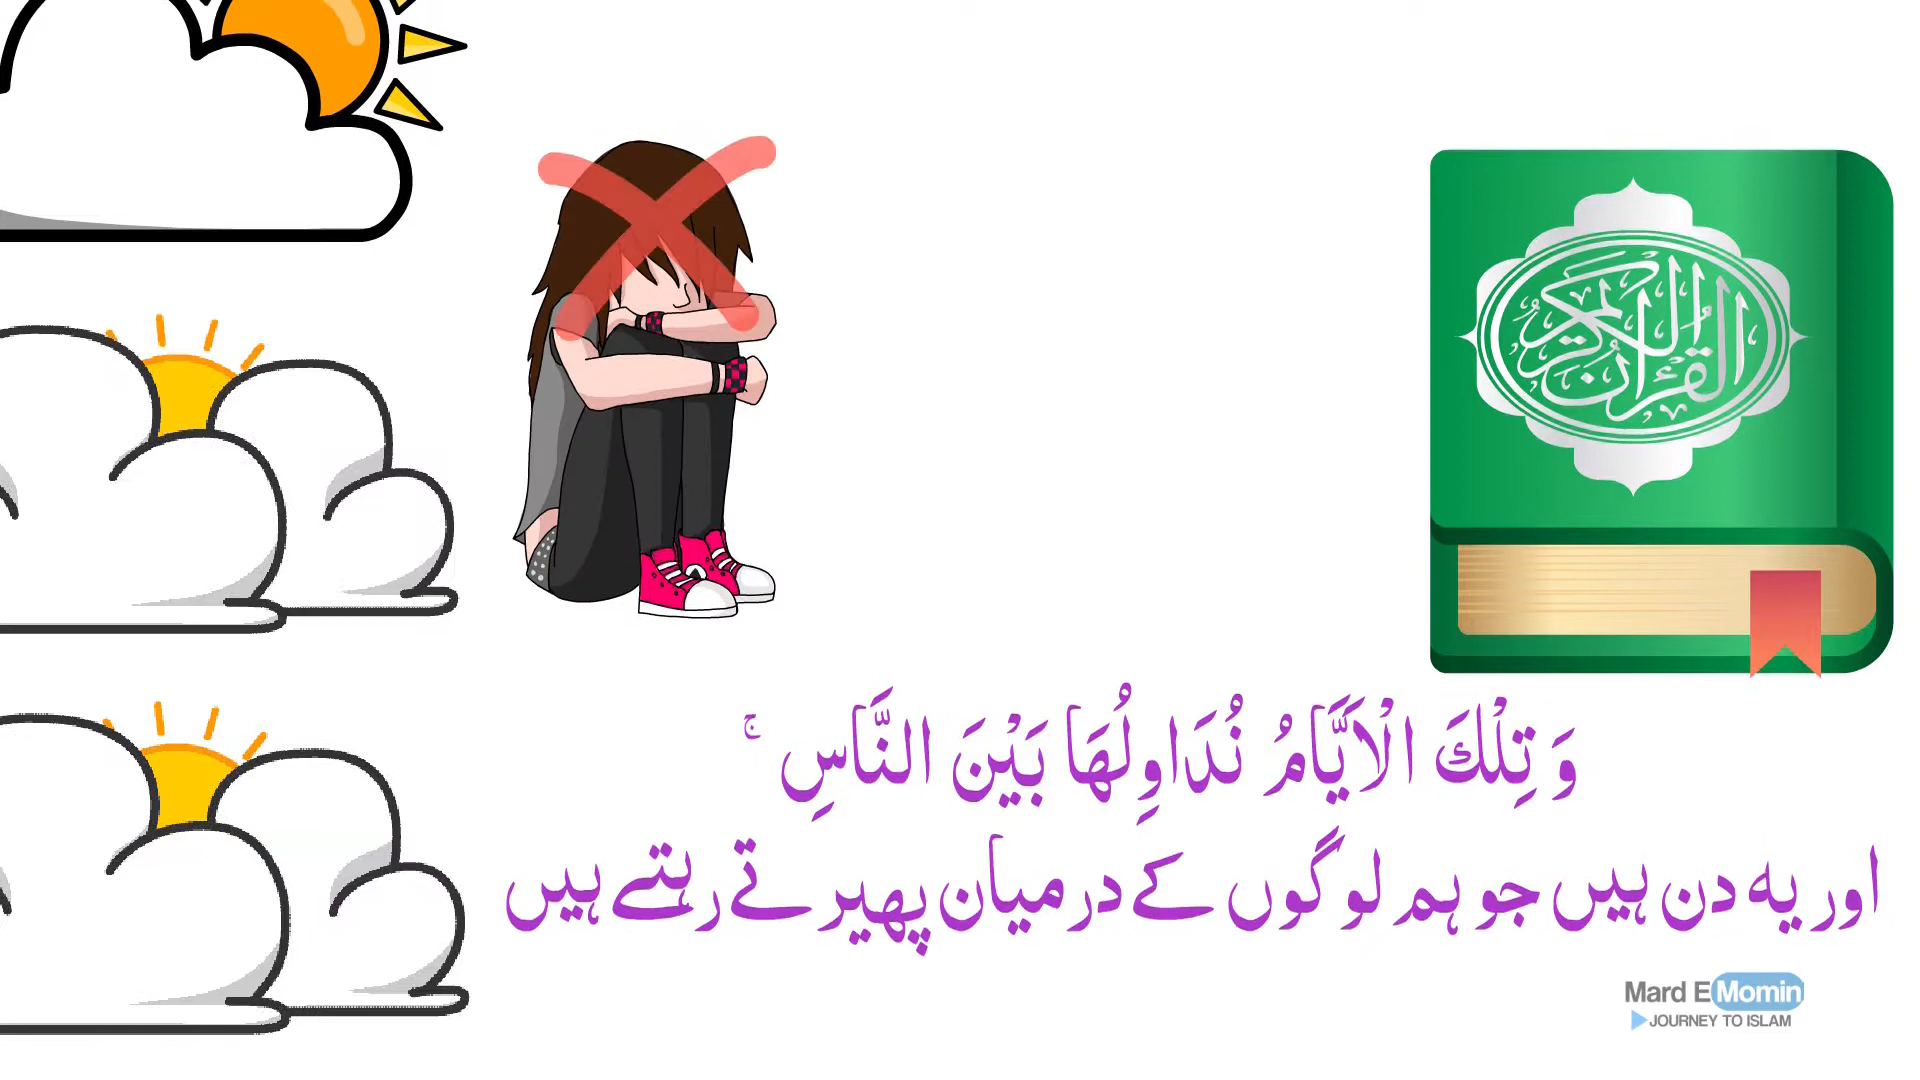 القرآن الكريم
وَ تِلْكَ الْاَيَّامُ نُدَاوِلُهَا بَيْنَ النَّاسِ ۚ
اور یہ دن ہیں جو ہم لوگوں کے درمیان پھیرتے رہتے ہیں
Mard E Momin
JOURNEY TO ISLAM